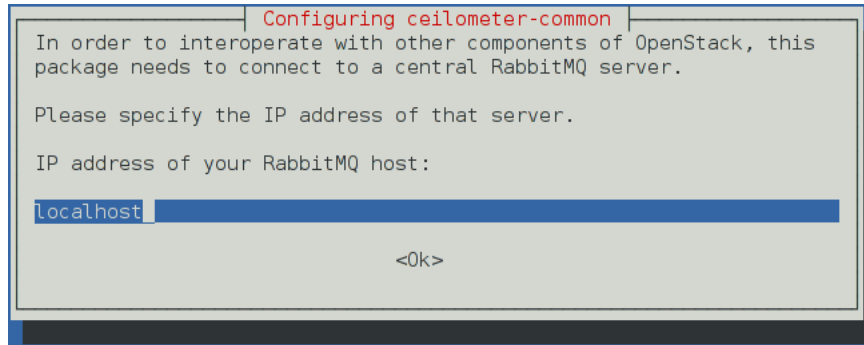 Configuring ceilometer-common
In order to interoperate with other components of OpenStack, this
package needs to connect to a central RabbitMQ server.
Please specify the IP address of that server.
IP address of your RabbitMQ host:
localhost
<Ok>